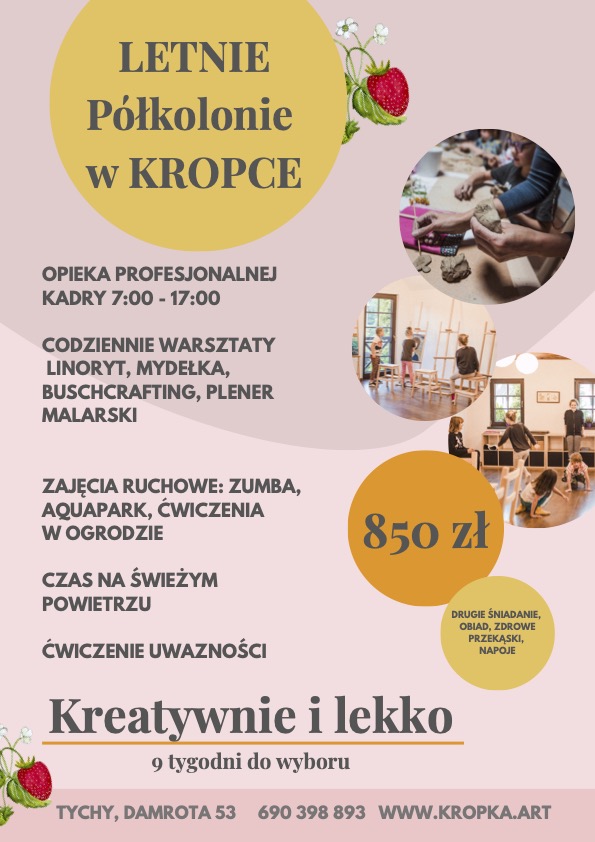 LETNIE
Półkolonie
w KROPCE
OPIEKA PROFESJONALNEJ
KADRY 7:00 - 17:00
CODZIENNIE WARSZTATY
LINORYT, MYDEŁKA,
BUSCHCRAFTING, PLENER
MALARSKI
ZAJĘCIA RUCHOWE: ZUMBA,
AQUAPARK, ĆWICZENIA
W OGRODZIE
CZAS NA ŚWIEŻYM
POWIETRZU
ĆWICZENIE UWAZNOŚCI
850 zł
DRUGIE ŚNIADANIE,
OBIAD, ZDROWE
PRZEKĄSKI,
NAPOJE
Kreatywnie i lekko
9 tygodni do wyboru
TYCHY, DAMROTA 53 690 398 893 WWW.KROPKA.ART